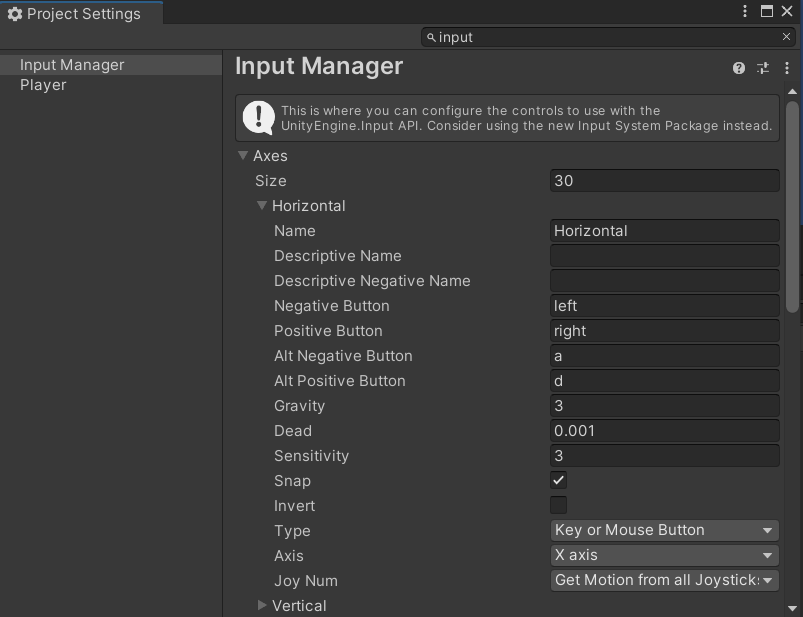 Project Settings
input
Input Manager
Player
Input Manager
This is where you can configure the controls to use with the
UnityEngine.Input API. Consider using the new Input System Package instead.
Axes
Size 30
Horizontal
Name Horizontal
Descriptive Name
Descriptive Negative Name
Negative Button left
Positive Button right
Alt Negative Button a
Alt Positive Button d
Gravity 3
Dead 0.001
Sensitivity 3
Snap
Invert
Type Key or Mouse Button
Axis X axis
Joy Num Get Motion from all Joysticks
Vertical